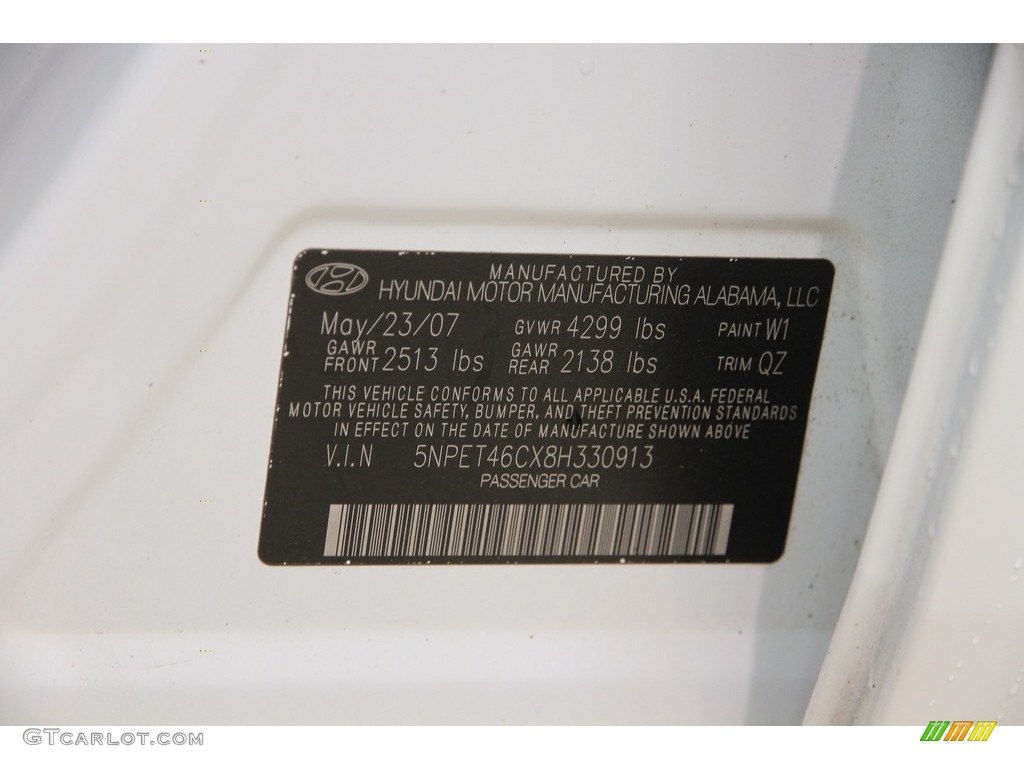 MANUFACTURED BY
HYUNDAI MOTOR MANUFACTURING ALABAMA, LLC
May/23/07 GVWR 4299 lbs PAINT W1
GAWR FRONT 2513 lbs GAWR REAR 2138 lbs TRIM QZ
THIS VEHICLE CONFORMS TO ALL APPLICABLE U.S.A. FEDERAL
MOTOR VEHICLE SAFETY, BUMPER, AND THEFT PREVENTION STANDARDS
IN EFFECT ON THE DATE OF MANUFACTURE SHOWN ABOVE
V.I.N 5NPET46CX8H330913
PASSENGER CAR
GTCARLOT.COM